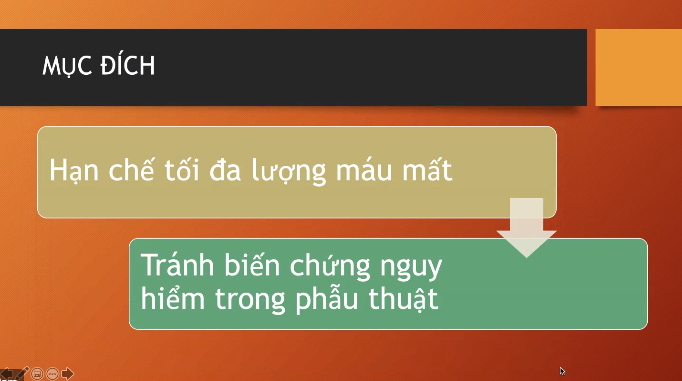 MỤC ĐÍCH
Hạn chế tối đa lượng máu mất
Tránh biến chứng nguy
hiểm trong phẫu thuật